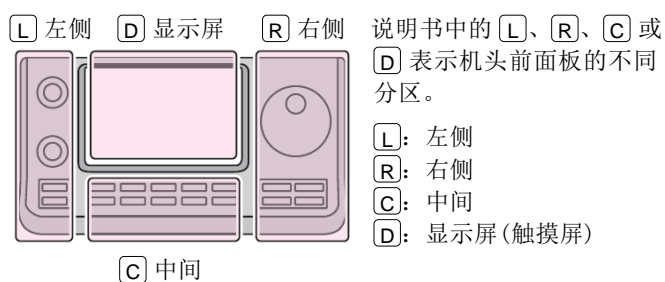 L 左侧 D 显示屏 R 右侧
C 中间
说明书中的 L、R、C 或
D 表示机头前面板的不同
分区。
L：左侧
R：右侧
C：中间
D：显示屏(触摸屏)